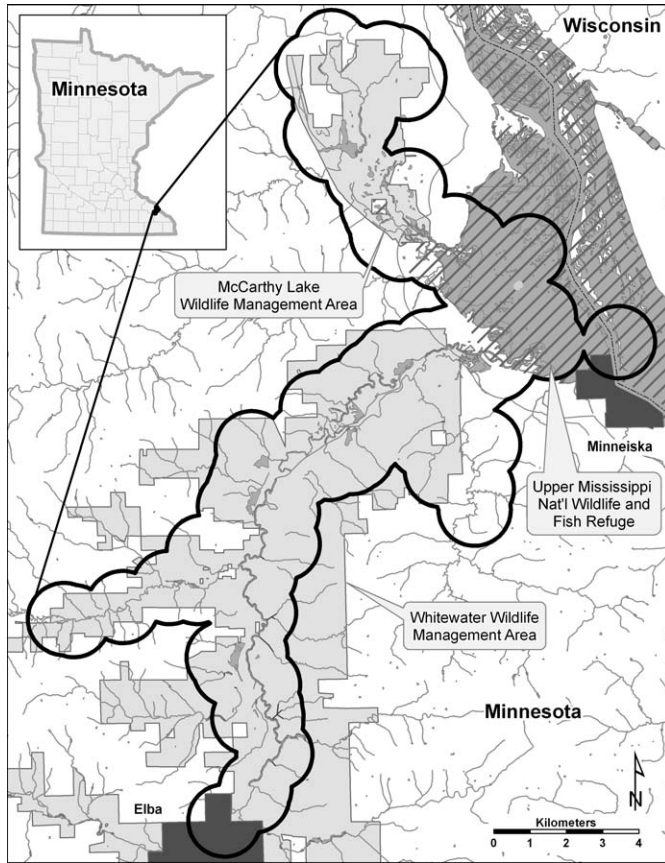 Wisconsin
Minnesota
McCarthy Lake
Wildlife Management Area
Minneiska
Upper Mississippi
Nat'l Wildlife and
Fish Refuge
Whitewater Wildlife
Management Area
Minnesota
Elba
N
Kilometers
0 1 2 3 4